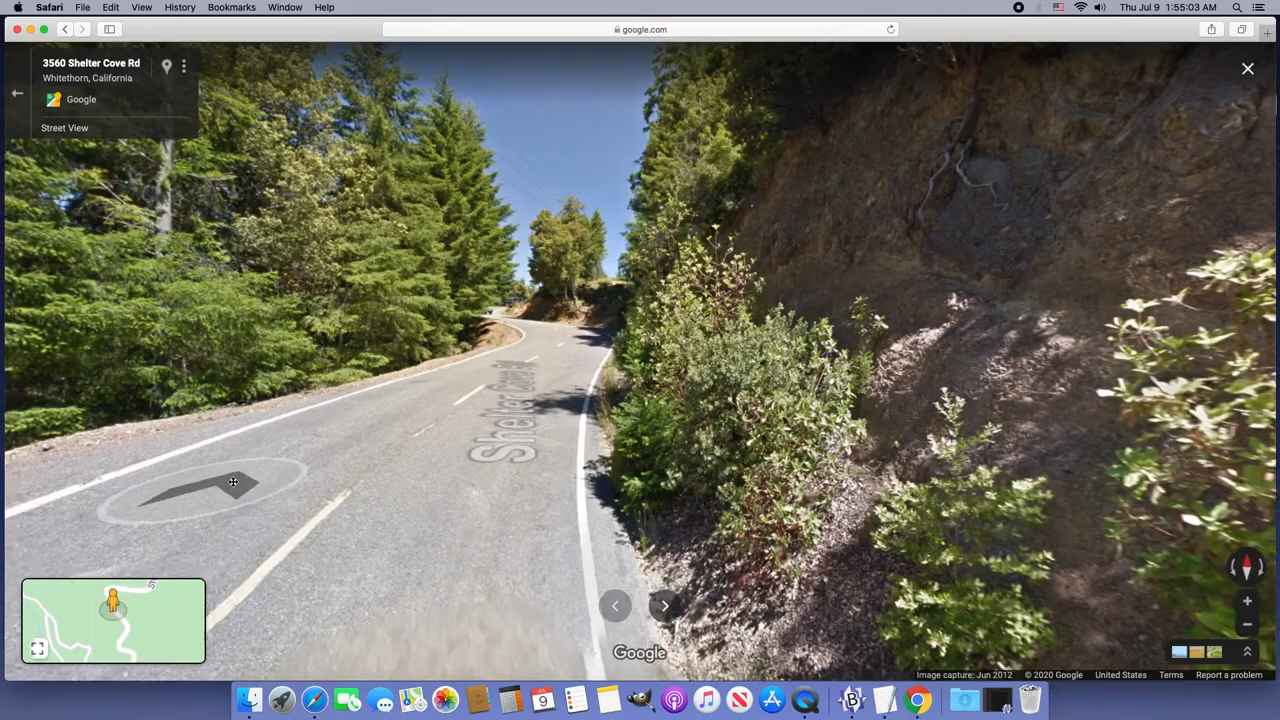 Safari File Edit View History Bookmarks Window Help Thu Jul 9 1:55:03 AM
google.com
3560 Shelter Cove Rd
Whitethorn, California
Google
Street View
Shelter Cove Rd
Google
Image capture: Jun 2012 © 2020 Google United States Terms Report a problem